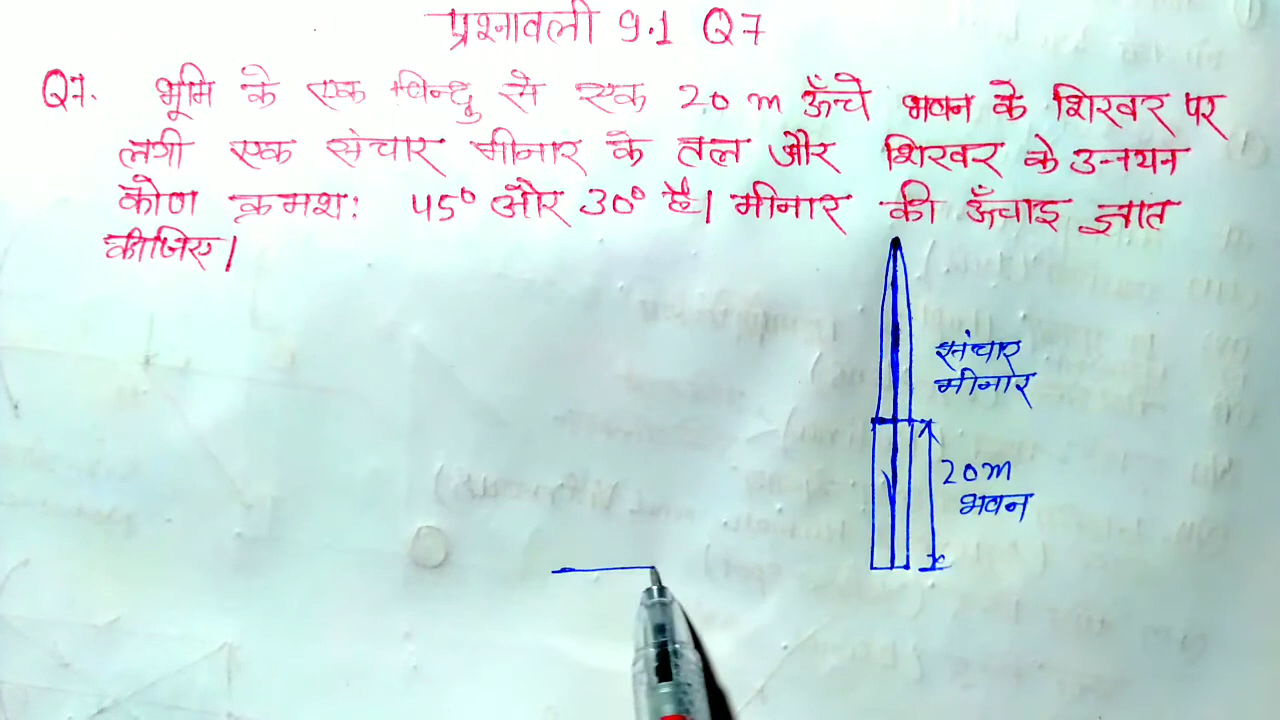 प्रश्नावली 9.1 Q7
Q7. भूमि के एक बिन्दु से एक 20 m ऊँचे भवन के शिखर पर
लगी एक संचार मीनार के तल और शिखर के उन्नयन
कोण क्रमश: 45° और 30° है। मीनार की ऊँचाइ ज्ञात
कीजिए।
संचार
मीनार
20m
भवन